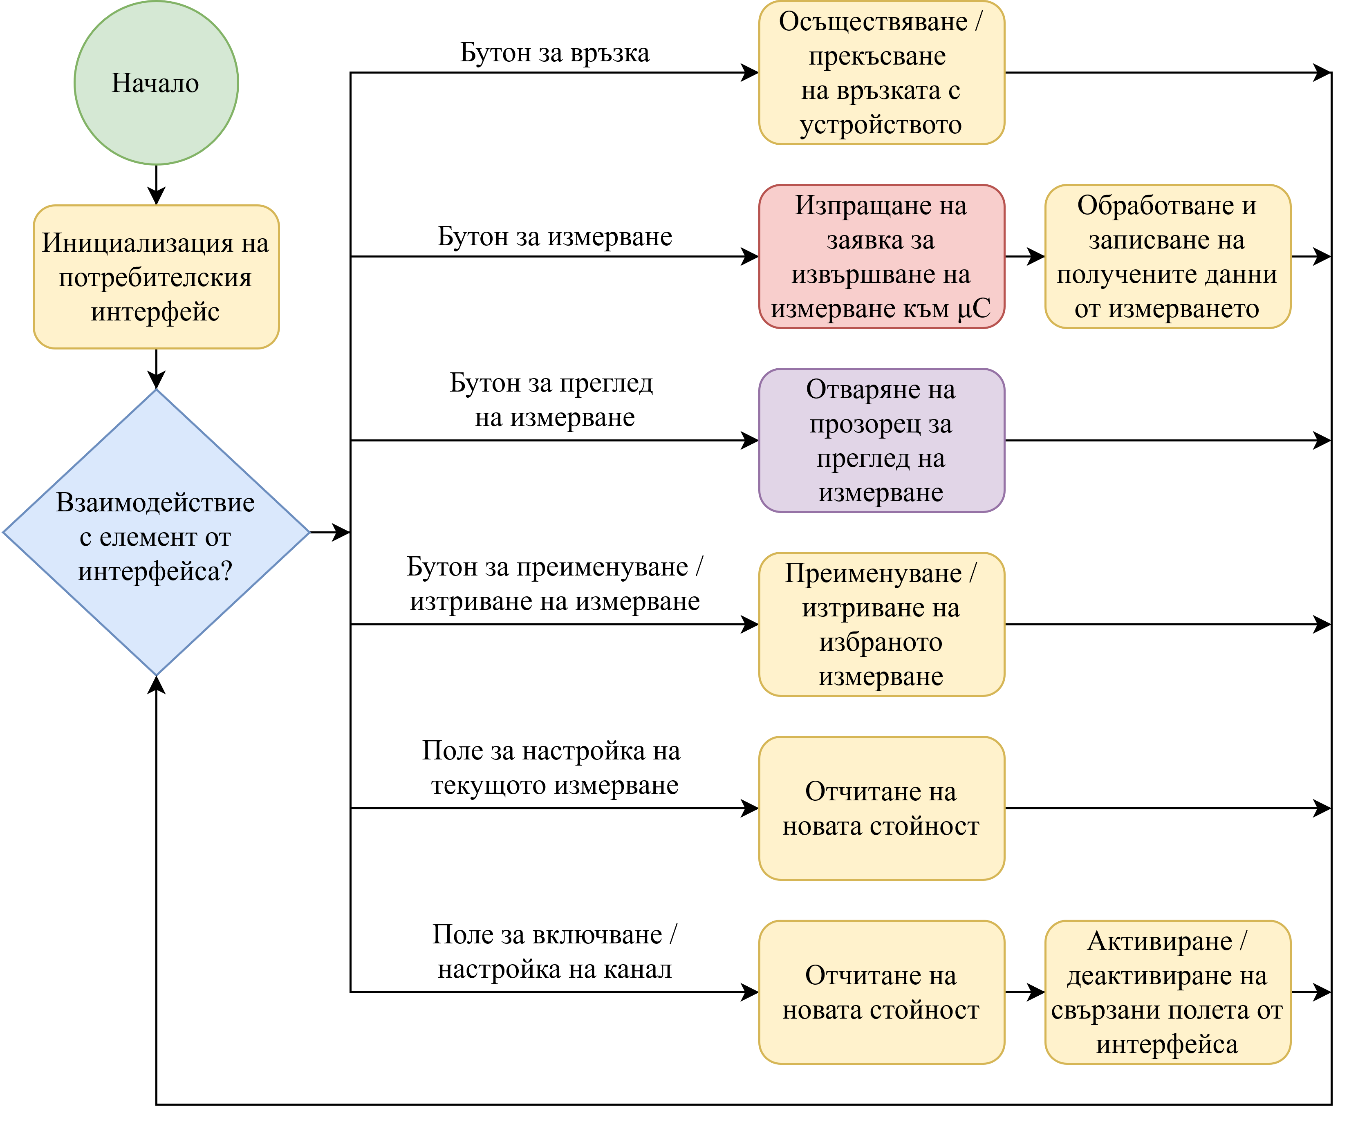 Начало
Инициализация на
потребителския
интерфейс
Взаимодействие
с елемент от
интерфейса?
Бутон за връзка
Осъществяване /
прекъсване
на връзката с
устройството
Бутон за измерване
Изпращане на
заявка за
извършване на
измерване към μC
Обработване и
записване на
получените данни
от измерването
Бутон за преглед
на измерване
Отваряне на
прозорец за
преглед на
измерване
Бутон за преименуване /
изтриване на измерване
Преименуване /
изтриване на
избраното
измерване
Поле за настройка на
текущото измерване
Отчитане на
новата стойност
Поле за включване /
настройка на канал
Отчитане на
новата стойност
Активиране /
деактивиране на
свързани полета от
интерфейса